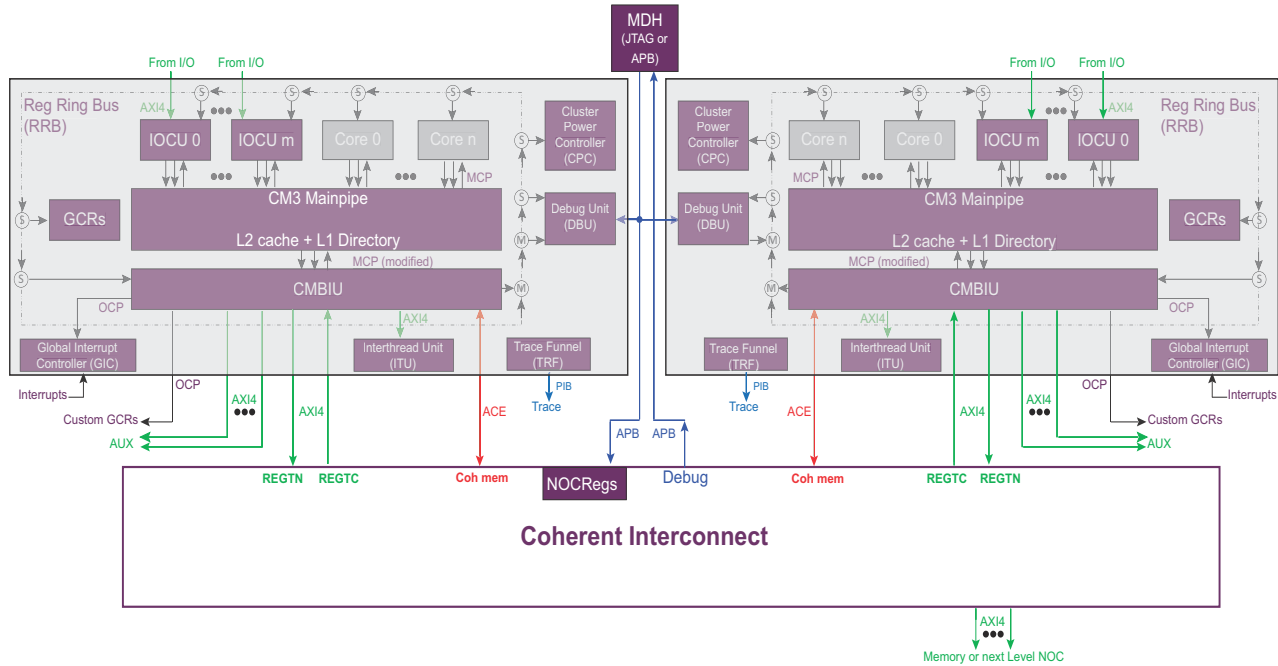 MDH
(JTAG or
APB)
From I/O
From I/O
Reg Ring Bus
(RRB)
AXI4
S
S
S
S
IOCU 0
IOCU m
Core 0
Core n
MCP
S
Cluster
Power
Controller
(CPC)
CM3 Mainpipe
L2 cache + L1 Directory
S
GCRs
S
Debug Unit
(DBU)
M
MCP (modified)
S
CMBIU
M
OCP
AXI4
Global Interrupt
Controller (GIC)
Interthread Unit
(ITU)
Trace Funnel
(TRF)
Interrupts
OCP
Custom GCRs
AUX
AXI4
AXI4
ACE
PIB
Trace
REGTN
REGTC
Coh mem
From I/O
From I/O
Reg Ring Bus
(RRB)
AXI4
S
S
S
S
Cluster
Power
Controller
(CPC)
S
Core n
Core 0
IOCU m
IOCU 0
MCP
CM3 Mainpipe
L2 cache + L1 Directory
Debug Unit
(DBU)
S
M
GCRs
S
MCP (modified)
M
CMBIU
S
OCP
AXI4
Trace Funnel
(TRF)
Interthread Unit
(ITU)
Global Interrupt
Controller (GIC)
PIB
Trace
ACE
AXI4
AXI4
OCP
Interrupts
Custom GCRs
AUX
APB
APB
Debug
Coh mem
REGTC
REGTN
NOCRegs
Coherent Interconnect
AXI4
Memory or next Level NOC